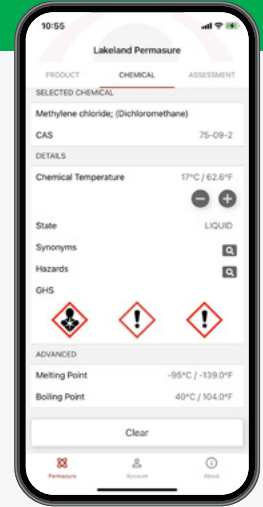 10:55
Lakeland Permasure
PRODUCT CHEMICAL ASSESSMENT
SELECTED CHEMICAL
Methylene chloride; (Dichloromethane)
CAS 75-09-2
DETAILS
Chemical Temperature 17°C / 62.6°F
State LIQUID
Synonyms
Hazards
GHS
ADVANCED
Melting Point -95°C / -139.0°F
Boiling Point 40°C / 104.0°F
Clear
Permasure Account About